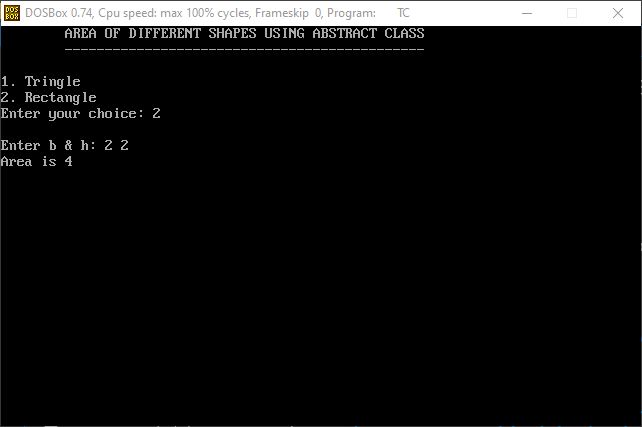 DOSBox 0.74, Cpu speed: max 100% cycles, Frameskip 0, Program: TC
AREA OF DIFFERENT SHAPES USING ABSTRACT CLASS
---------------------------------------------
1. Tringle
2. Rectangle
Enter your choice: 2
Enter b & h: 2 2
Area is 4